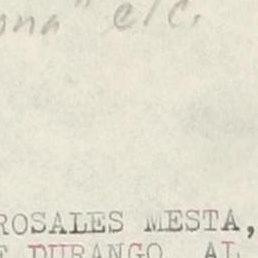 ona" c/c.
ROSALES MESTA,
E DURANGO, AL